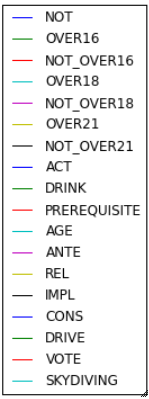 NOT
OVER16
NOT_OVER16
OVER18
NOT_OVER18
OVER21
NOT_OVER21
ACT
DRINK
PREREQUISITE
AGE
ANTE
REL
IMPL
CONS
DRIVE
VOTE
SKYDIVING